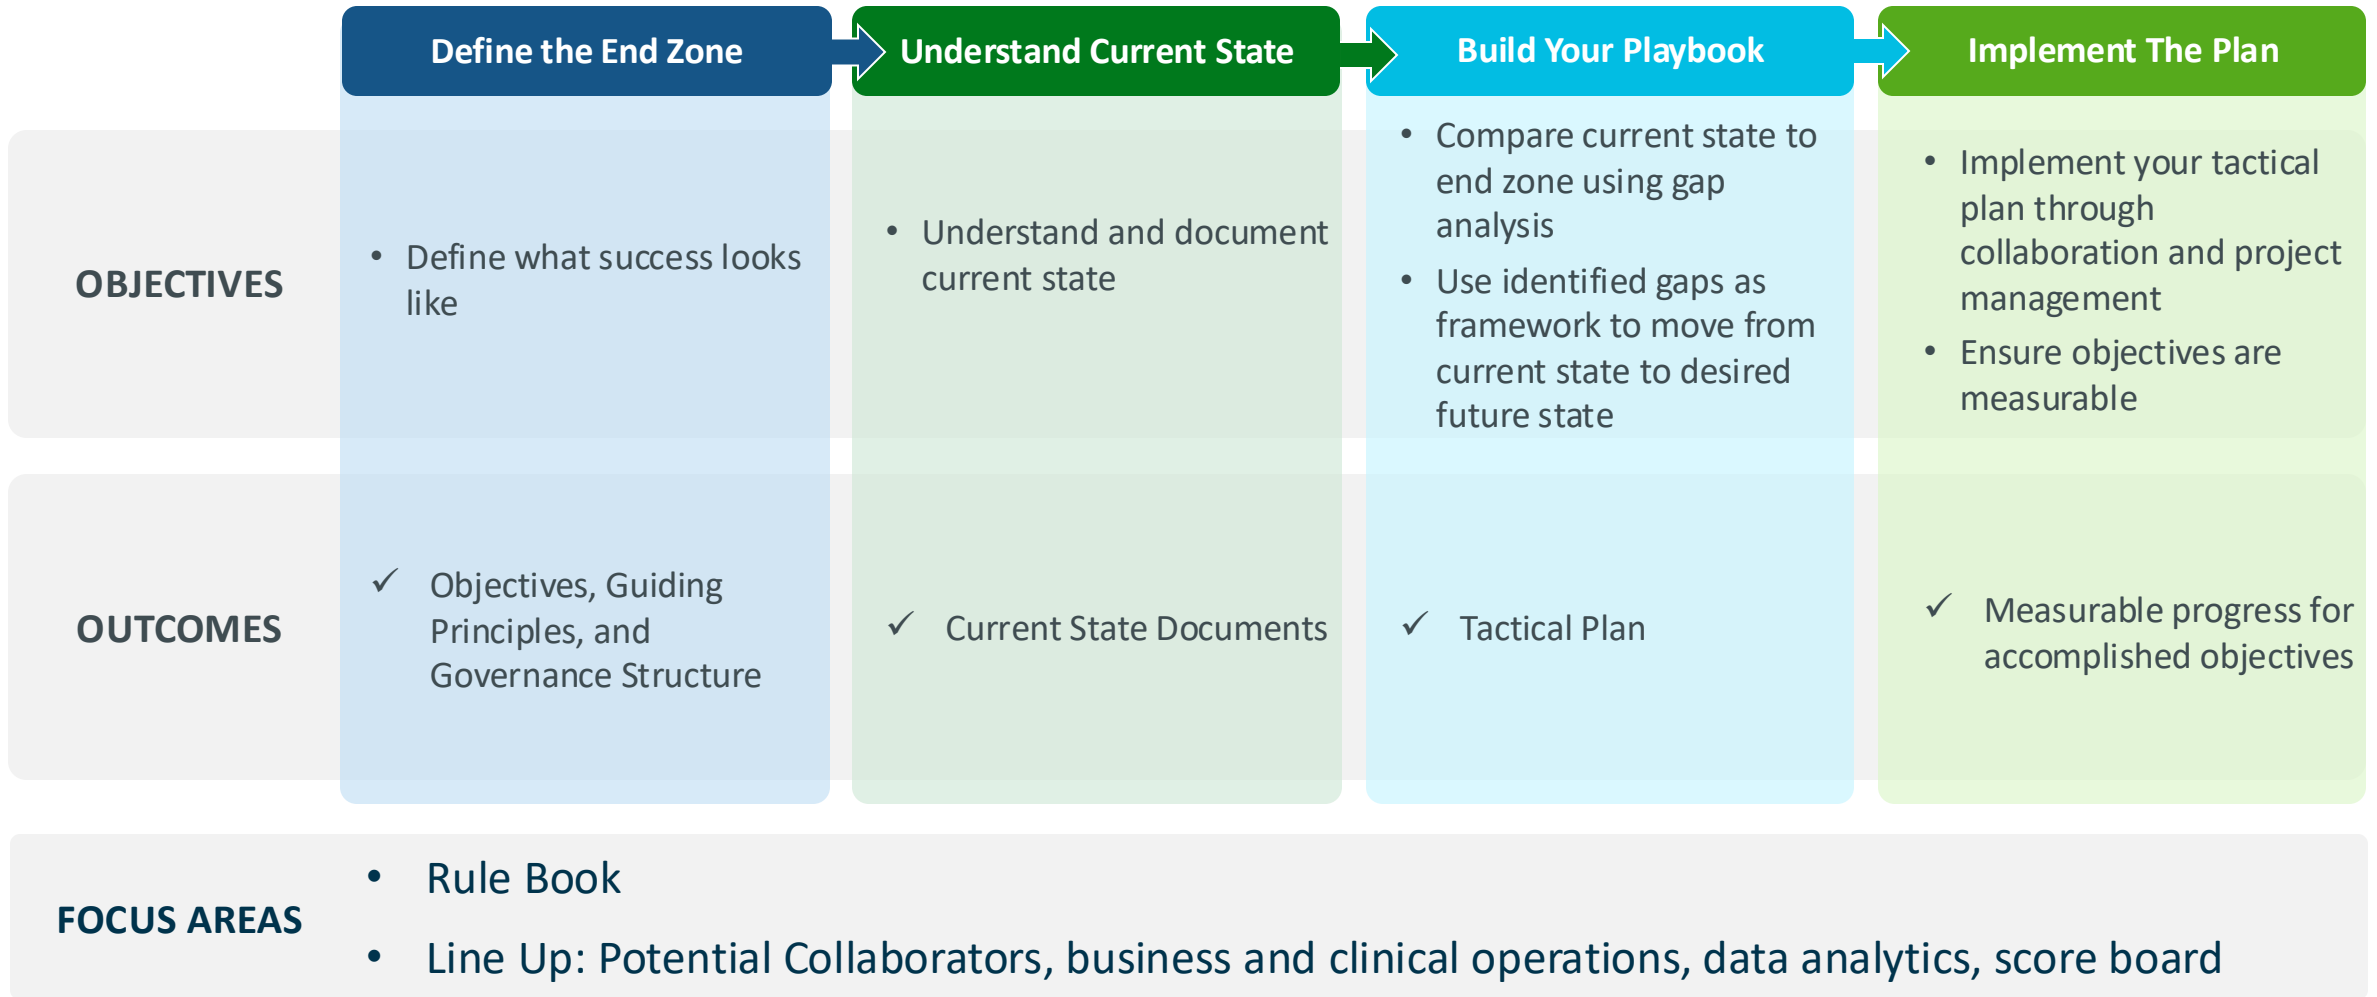 Define the End Zone
Understand Current State
Build Your Playbook
Implement The Plan
OBJECTIVES
• Define what success looks
like
• Understand and document
current state
• Compare current state to
end zone using gap
analysis
• Use identified gaps as
framework to move from
current state to desired
future state
• Implement your tactical
plan through
collaboration and project
management
• Ensure objectives are
measurable
OUTCOMES
✓ Objectives, Guiding
Principles, and
Governance Structure
✓ Current State Documents
✓ Tactical Plan
✓ Measurable progress for
accomplished objectives
FOCUS AREAS
• Rule Book
• Line Up: Potential Collaborators, business and clinical operations, data analytics, score board